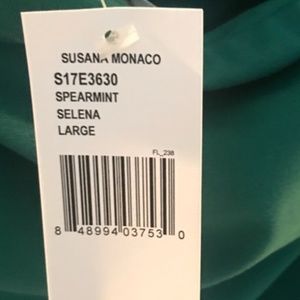 SUSANA MONACO
S17E3630
SPEARMINT
SELENA
LARGE
FL_238
8 48994 03753 0